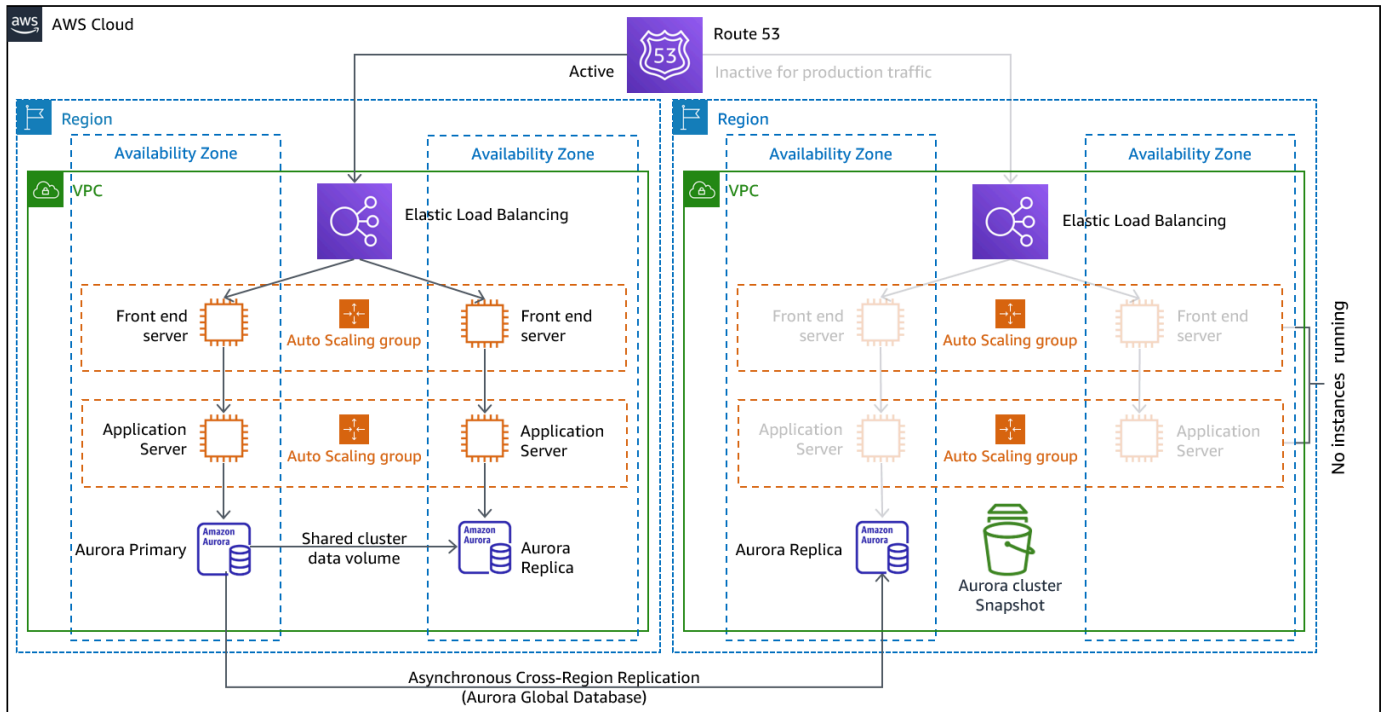 aws
AWS Cloud
Route 53
53
Active
Inactive for production traffic
Region
Availability Zone
Availability Zone
VPC
Elastic Load Balancing
Front end
server
Auto Scaling group
Front end
server
Application
Server
Auto Scaling group
Application
Server
Aurora Primary
Amazon
Aurora
Shared cluster
data volume
Amazon
Aurora
Aurora
Replica
Region
Availability Zone
Availability Zone
VPC
Elastic Load Balancing
Front end
server
Auto Scaling group
Front end
server
Application
Server
Auto Scaling group
Application
Server
No instances running
Aurora Replica
Amazon
Aurora
Aurora cluster
Snapshot
Asynchronous Cross-Region Replication
(Aurora Global Database)